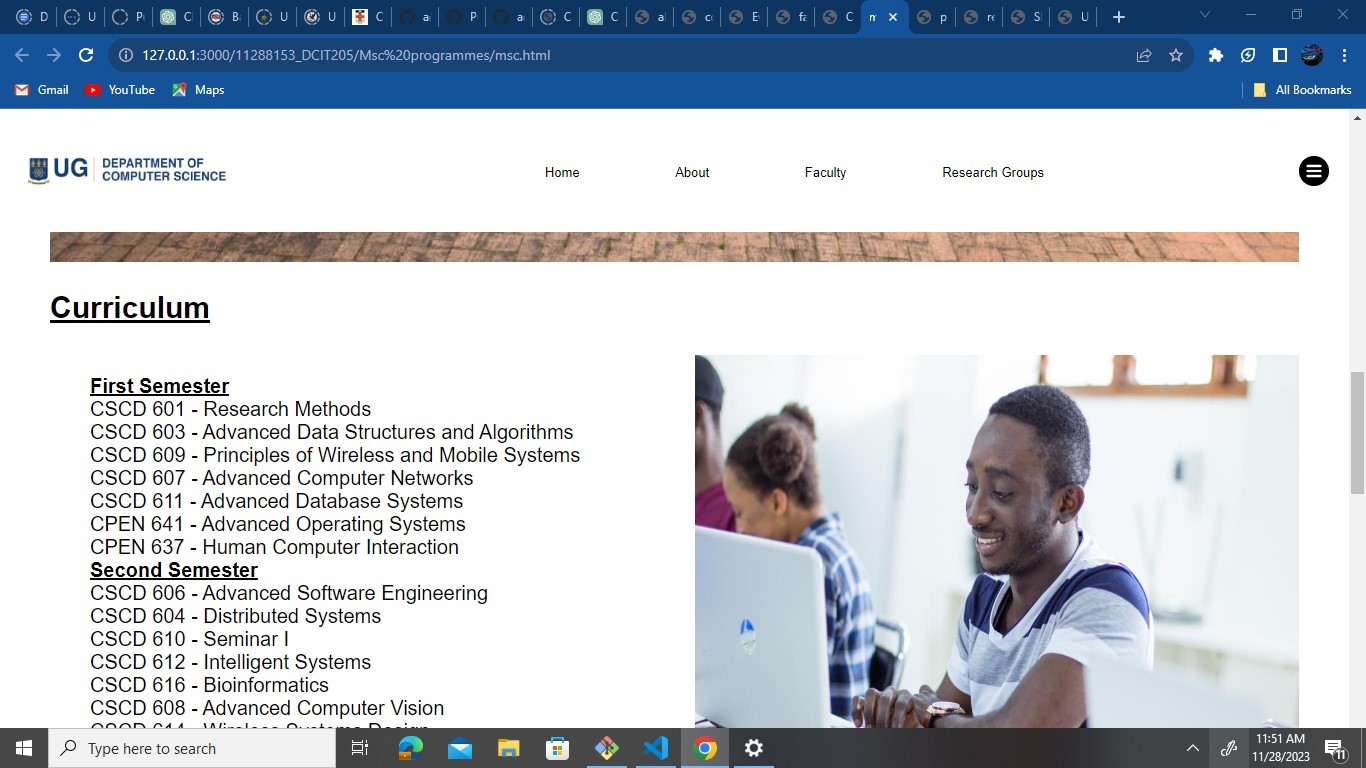 D
P
C
B
U
U
C
a
P
a
C
C
a
c
E
fa
C
m
p
re
S
U
127.0.0.1:3000/11288153_DCIT205/Msc%20programmes/msc.html
Gmail YouTube Maps All Bookmarks
UG DEPARTMENT OF
COMPUTER SCIENCE
Home About Faculty Research Groups
Curriculum
First Semester
CSCD 601 - Research Methods
CSCD 603 - Advanced Data Structures and Algorithms
CSCD 609 - Principles of Wireless and Mobile Systems
CSCD 607 - Advanced Computer Networks
CSCD 611 - Advanced Database Systems
CPEN 641 - Advanced Operating Systems
CPEN 637 - Human Computer Interaction
Second Semester
CSCD 606 - Advanced Software Engineering
CSCD 604 - Distributed Systems
CSCD 610 - Seminar I
CSCD 612 - Intelligent Systems
CSCD 616 - Bioinformatics
CSCD 608 - Advanced Computer Vision
CSCD 614 - Wireless Systems Design
Type here to search
11:51 AM
11/28/2023
11